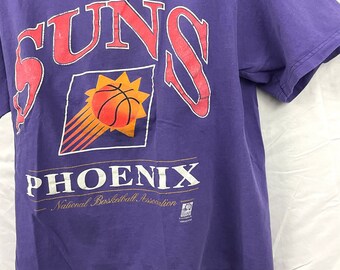 SUNS
PHOENIX
National Basketball Association